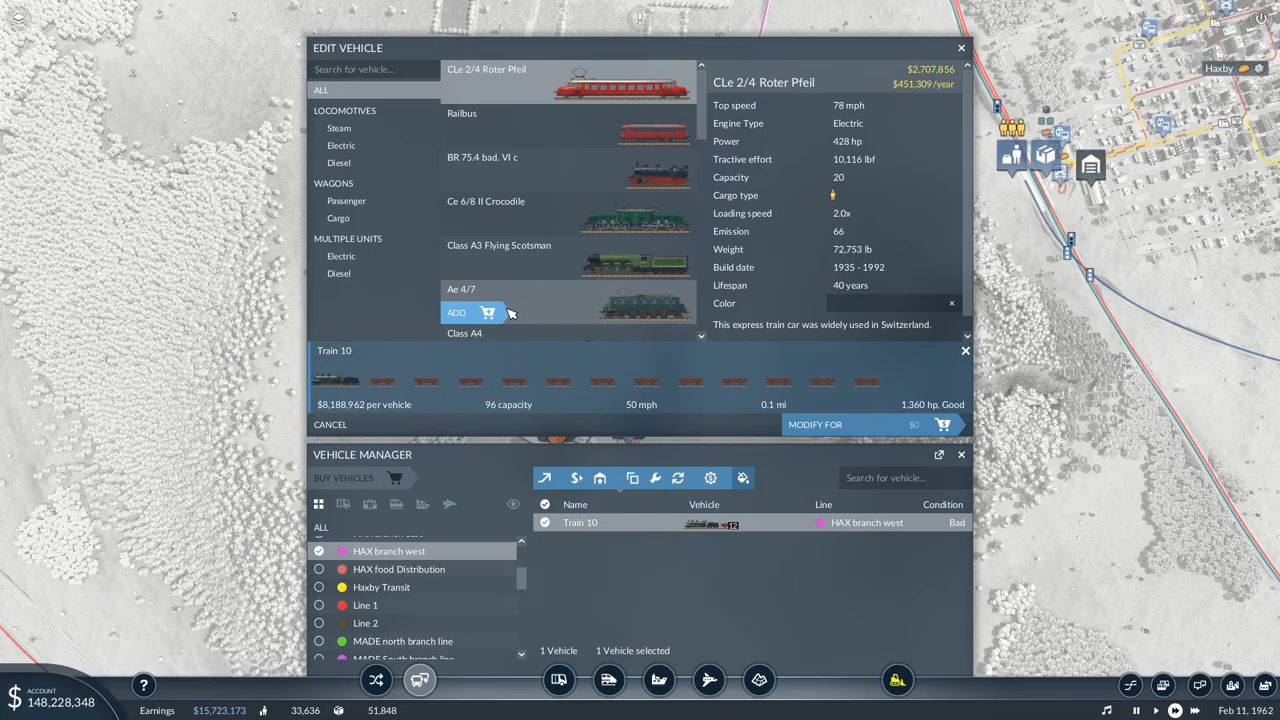 EDIT VEHICLE
Search for vehicle...
ALL
LOCOMOTIVES
Steam
Electric
Diesel
WAGONS
Passenger
Cargo
MULTIPLE UNITS
Electric
Diesel
CLe 2/4 Roter Pfeil
Railbus
BR 75.4 bad. VI c
Ce 6/8 II Crocodile
Class A3 Flying Scotsman
Ae 4/7
ADD
Class A4
$2,707,856
CLe 2/4 Roter Pfeil
$451,309/year
Top speed 78 mph
Engine Type Electric
Power 428 hp
Tractive effort 10,116 lbf
Capacity 20
Cargo type
Loading speed 2.0x
Emission 66
Weight 72,753 lb
Build date 1935 - 1992
Lifespan 40 years
Color
This express train car was widely used in Switzerland.
Haxby
Train 10
$8,188,962 per vehicle 96 capacity 50 mph 0.1 mi 1,360 hp, Good
CANCEL
MODIFY FOR $0
VEHICLE MANAGER
BUY VEHICLES
Search for vehicle...
ALL
HAX branch west
HAX food Distribution
Haxby Transit
Line 1
Line 2
MADE north branch line
MADE South branch line
Name Vehicle Line Condition
Train 10 12 HAX branch west Bad
1 Vehicle 1 Vehicle selected
ACCOUNT
$ 148,228,348
?
Earnings $15,723,173 33,636 51,848
Feb 11, 1962